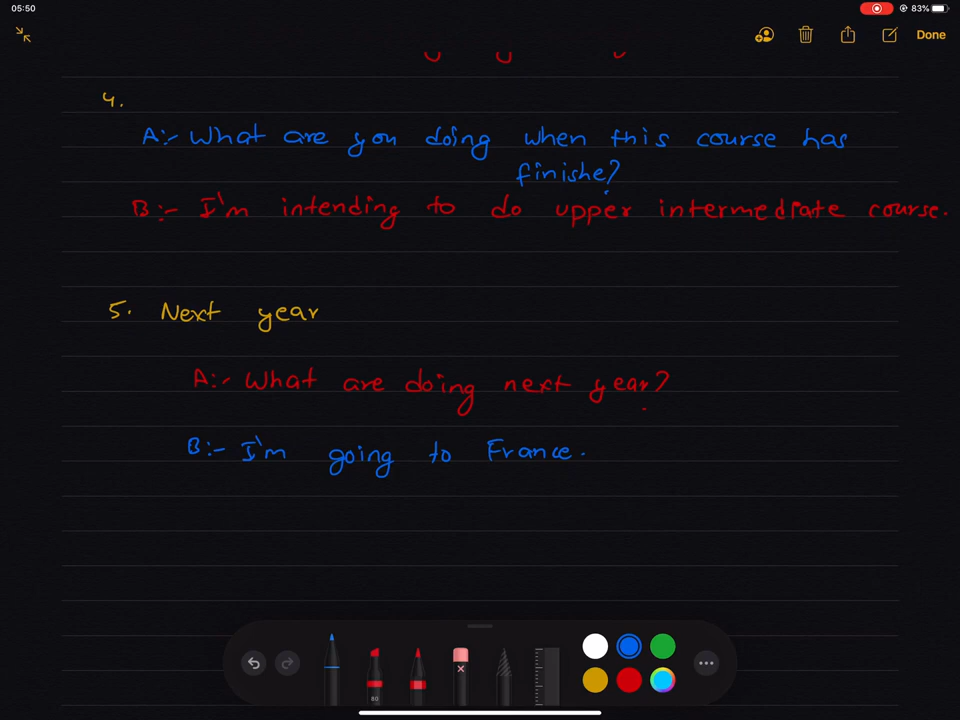 05:50
83%
Done
4.
A:- What are you doing when this course has
finishe?
B:- I'm intending to do upper intermediate course.
5. Next year
A:- What are doing next year?
B:- I'm going to France.
80